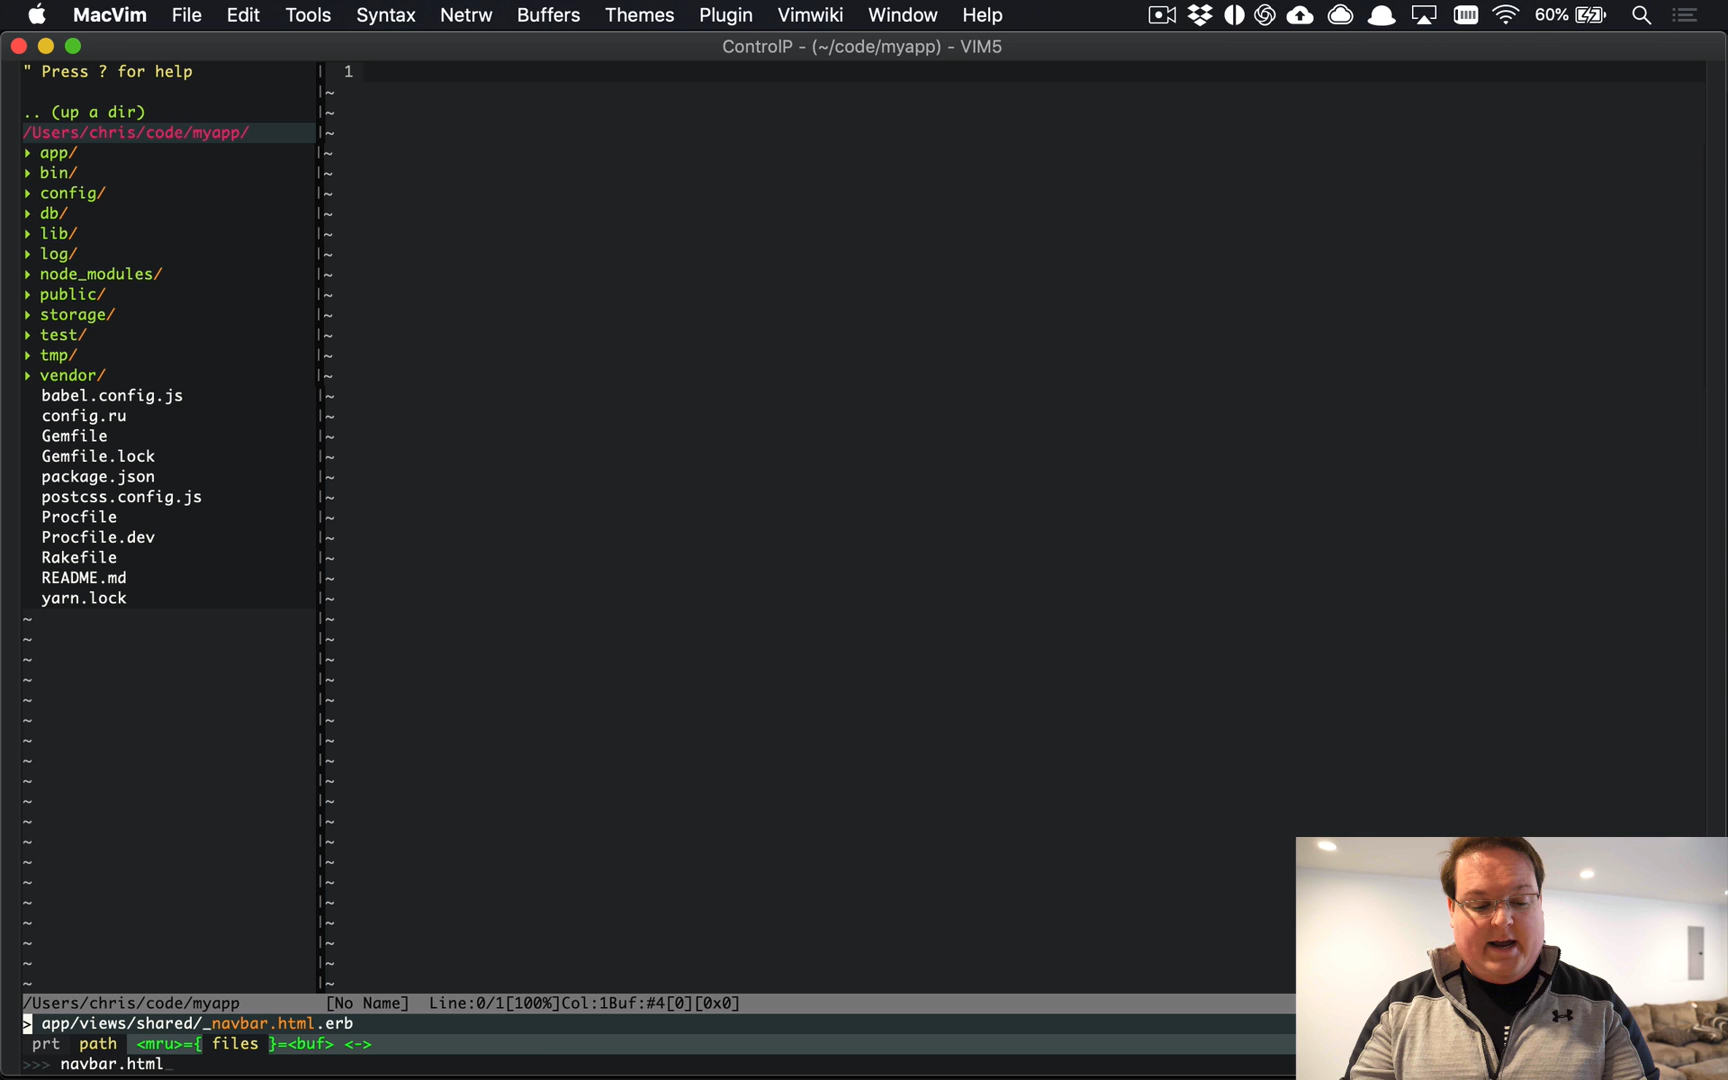 MacVim File Edit Tools Syntax Netrw Buffers Themes Plugin Vimwiki Window Help 60%
ControlP - (~/code/myapp) - VIM5
" Press ? for help
1
.. (up a dir)
/Users/chris/code/myapp/
app/
bin/
config/
db/
lib/
log/
node_modules/
public/
storage/
test/
tmp/
vendor/
babel.config.js
config.ru
Gemfile
Gemfile.lock
package.json
postcss.config.js
Procfile
Procfile.dev
Rakefile
README.md
yarn.lock
/Users/chris/code/myapp [No Name] Line:0/1[100%]Col:1Buf:#4[0][0x0]
> app/views/shared/_navbar.html.erb
prt path <mru>={ files }=<buf> <->
>>> navbar.html_